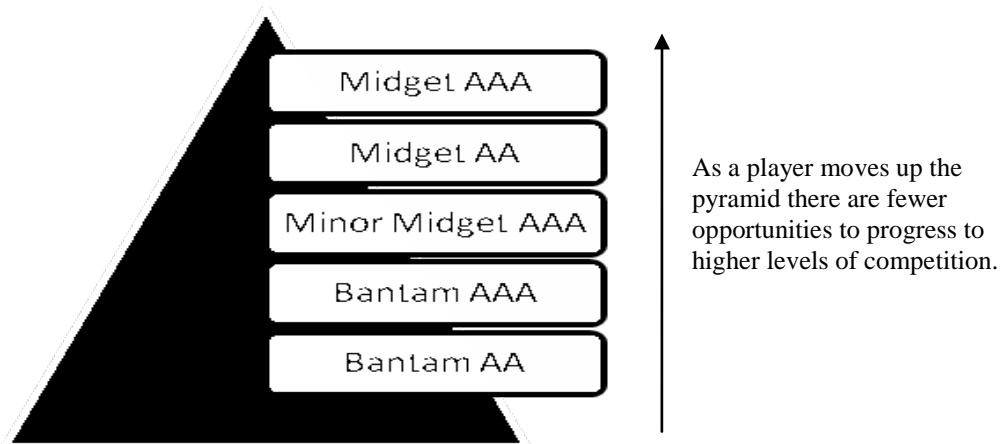 Midget AAA
Midget AA
Minor Midget AAA
Bantam AAA
Bantam AA
As a player moves up the
pyramid there are fewer
opportunities to progress to
higher levels of competition.